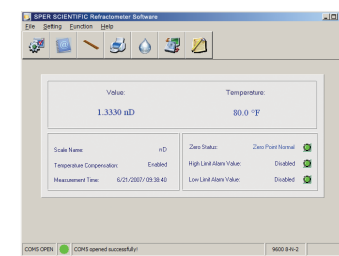 SPER SCIENTIFIC Refractometer Software
File Setting Function Help
Value: Temperature:
1.3330 nD 80.0 °F
Scale Name: nD
Temperature Compensation: Enabled
Measurement Time: 6/21/2007/ 09:38:40
Zero Status: Zero Point Normal
High Limit Alarm Value: Disabled
Low Limit Alarm Value: Disabled
COM5 OPEN COM5 opened successfully! 9600 8-N-2